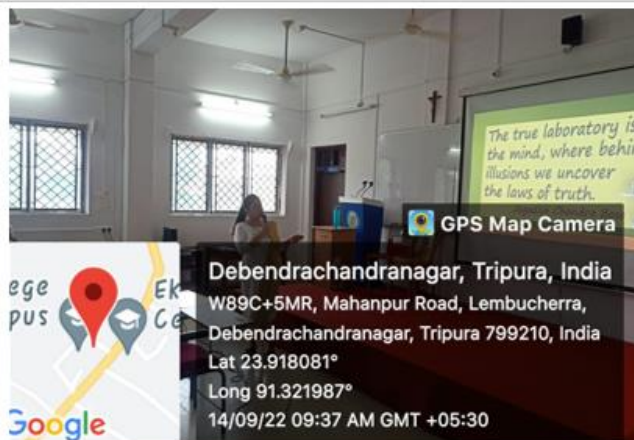 The true laboratory is
the mind, where behi
illusions we uncover
the laws of truth.
GPS Map Camera
Debendrachandranagar, Tripura, India
W89C+5MR, Mahanpur Road, Lembucherra,
Debendrachandranagar, Tripura 799210, India
Lat 23.918081°
Long 91.321987°
14/09/22 09:37 AM GMT +05:30
ege
pus
EK
Ce
Google